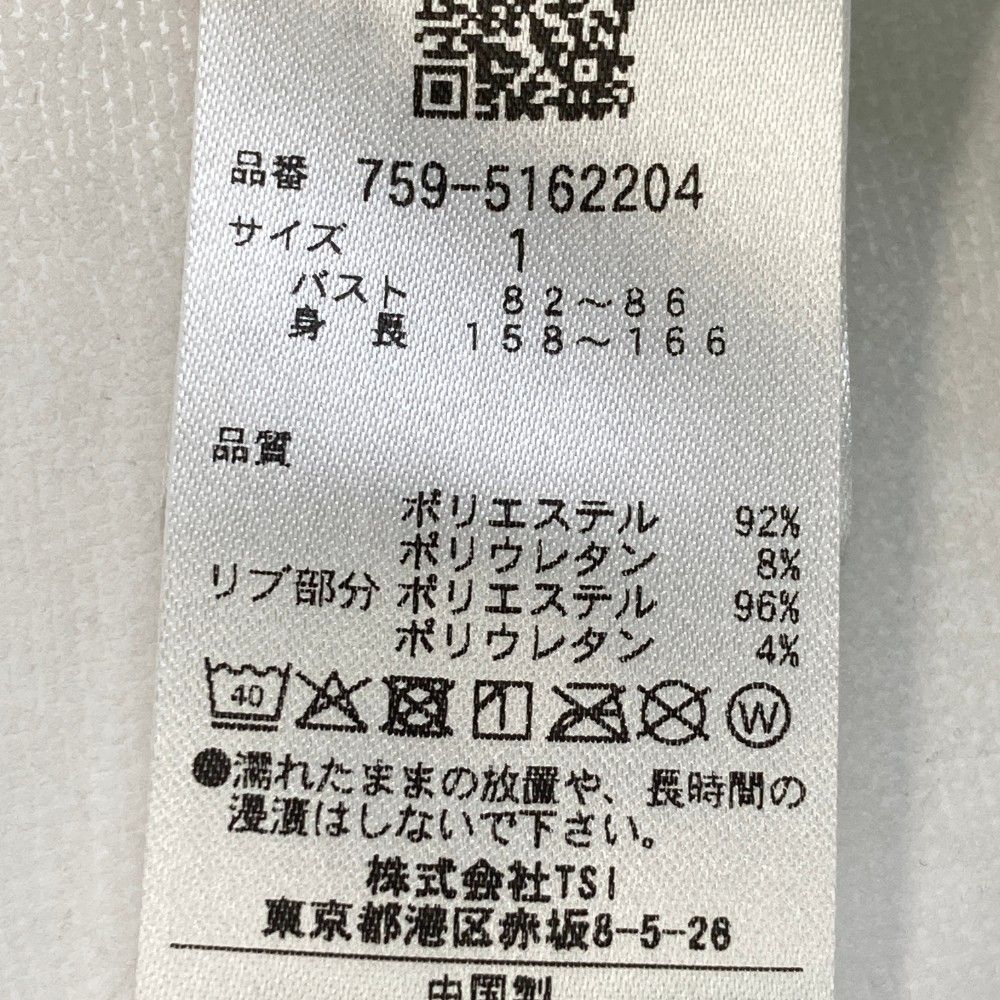 品番 759-5162204
サイズ 1
バスト 82～86
身長 158～166
品質
ポリエステル 92%
ポリウレタン 8%
リブ部分 ポリエステル 96%
ポリウレタン 4%
40 W
●濡れたままの放置や、長時間の
浸漬はしないで下さい。
株式会社TSI
東京都港区赤坂8-5-26
中国製